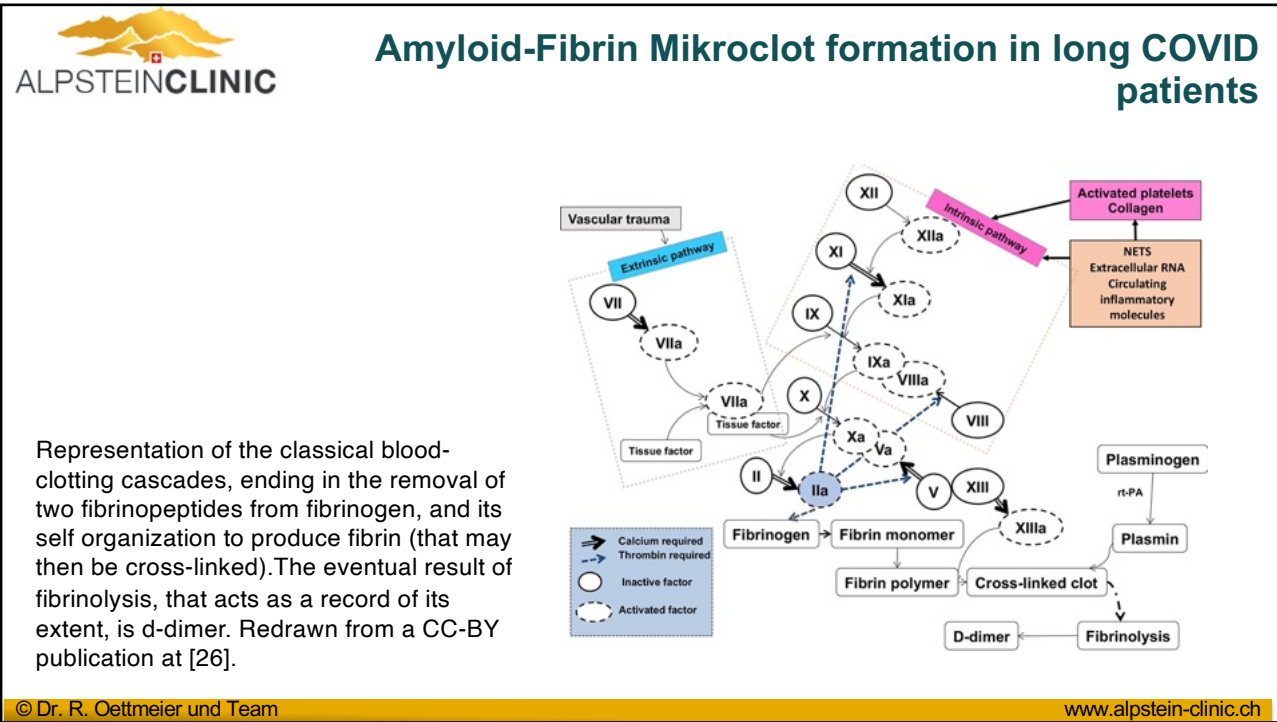 ALPSTEINCLINIC
Amyloid-Fibrin Mikroclot formation in long COVID
patients
Vascular trauma
Extrinsic pathway
VII
VIIa
VIIa
Tissue factor
Tissue factor
XII
XIIa
Intrinsic pathway
Activated platelets
Collagen
NETS
Extracellular RNA
Circulating
inflammatory
molecules
XI
XIa
IX
IXa
VIIIa
VIII
X
Xa
Va
II
IIa
V
XIII
XIIIa
Plasminogen
rt-PA
Plasmin
Fibrinogen
Fibrin monomer
Fibrin polymer
Cross-linked clot
D-dimer
Fibrinolysis
Calcium required
Thrombin required
Inactive factor
Activated factor
Representation of the classical blood-
clotting cascades, ending in the removal of
two fibrinopeptides from fibrinogen, and its
self organization to produce fibrin (that may
then be cross-linked).The eventual result of
fibrinolysis, that acts as a record of its
extent, is d-dimer. Redrawn from a CC-BY
publication at [26].
© Dr. R. Oettmeier und Team
www.alpstein-clinic.ch